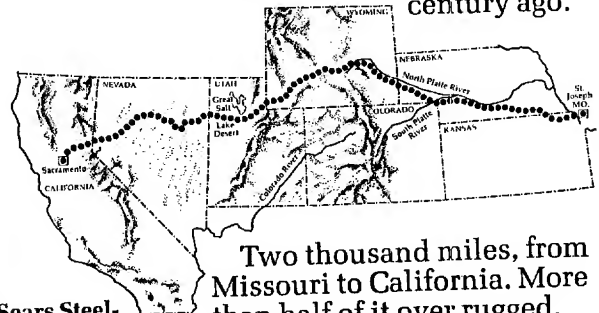 century ago.
WYOMING
NEBRASKA
NEVADA
UTAH
North Platte River
Great
Salt
Lake
Desert
St.
Joseph
MO.
COLORADO
South Platte
River
KANSAS
Sacramento
CALIFORNIA
Colorado River
Two thousand miles, from
Missouri to California. More
Sears Steel-
than half of it over rugged,